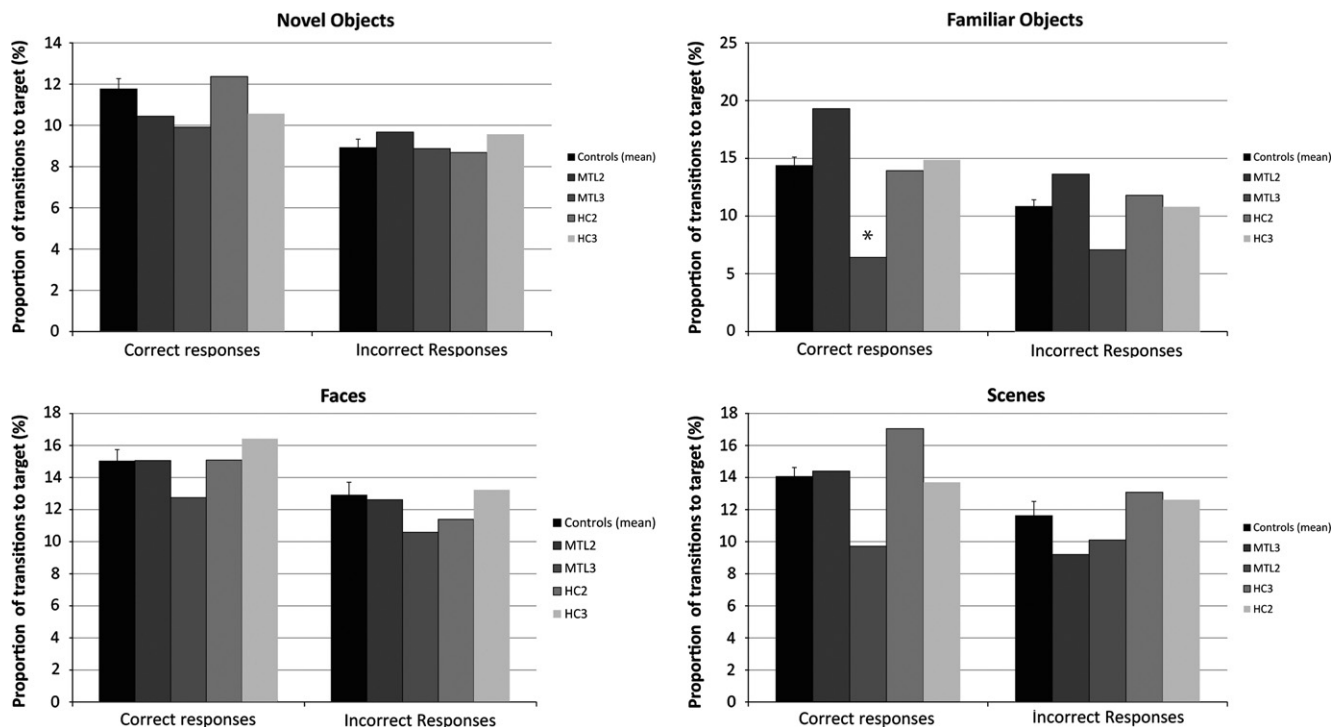 Novel Objects
Proportion of transitions to target (%)
14
12
10
8
6
4
2
0
Correct responses
Incorrect Responses
Controls (mean)
MTL2
MTL3
HC2
HC3
Familiar Objects
Proportion of transitions to target (%)
25
20
15
10
5
0
*
Correct responses
Incorrect Responses
Controls (mean)
MTL2
MTL3
HC2
HC3
Faces
Proportion of transitions to target (%)
18
16
14
12
10
8
6
4
2
0
Correct responses
Incorrect Responses
Controls (mean)
MTL2
MTL3
HC2
HC3
Scenes
Proportion of transitions to target (%)
18
16
14
12
10
8
6
4
2
0
Correct responses
Incorrect Responses
Controls (mean)
MTL3
MTL2
HC3
HC2